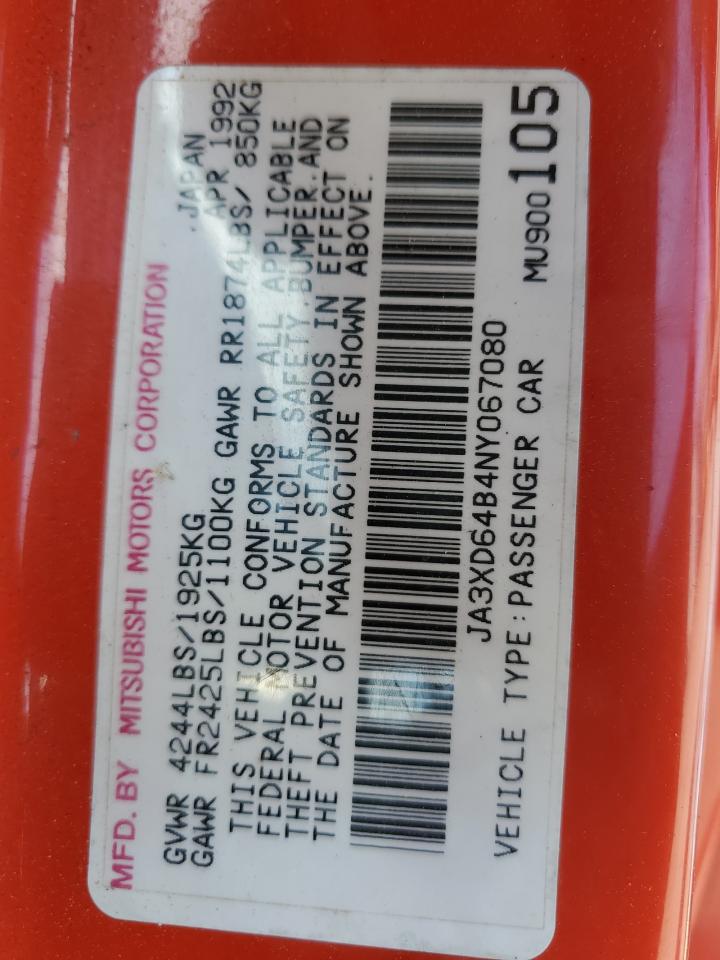 MFD. BY MITSUBISHI MOTORS CORPORATION .JAPAN
GVWR 4244LBS/1925KG APR 1992
GAWR FR2425LBS/1100KG GAWR RR1874LBS/ 850KG
THIS VEHICLE CONFORMS TO ALL APPLICABLE
FEDERAL MOTOR VEHICLE SAFETY,BUMPER,AND
THEFT PREVENTION STANDARDS IN EFFECT ON
THE DATE OF MANUFACTURE SHOWN ABOVE.
JA3XD64B4NY067080
VEHICLE TYPE:PASSENGER CAR MU900105